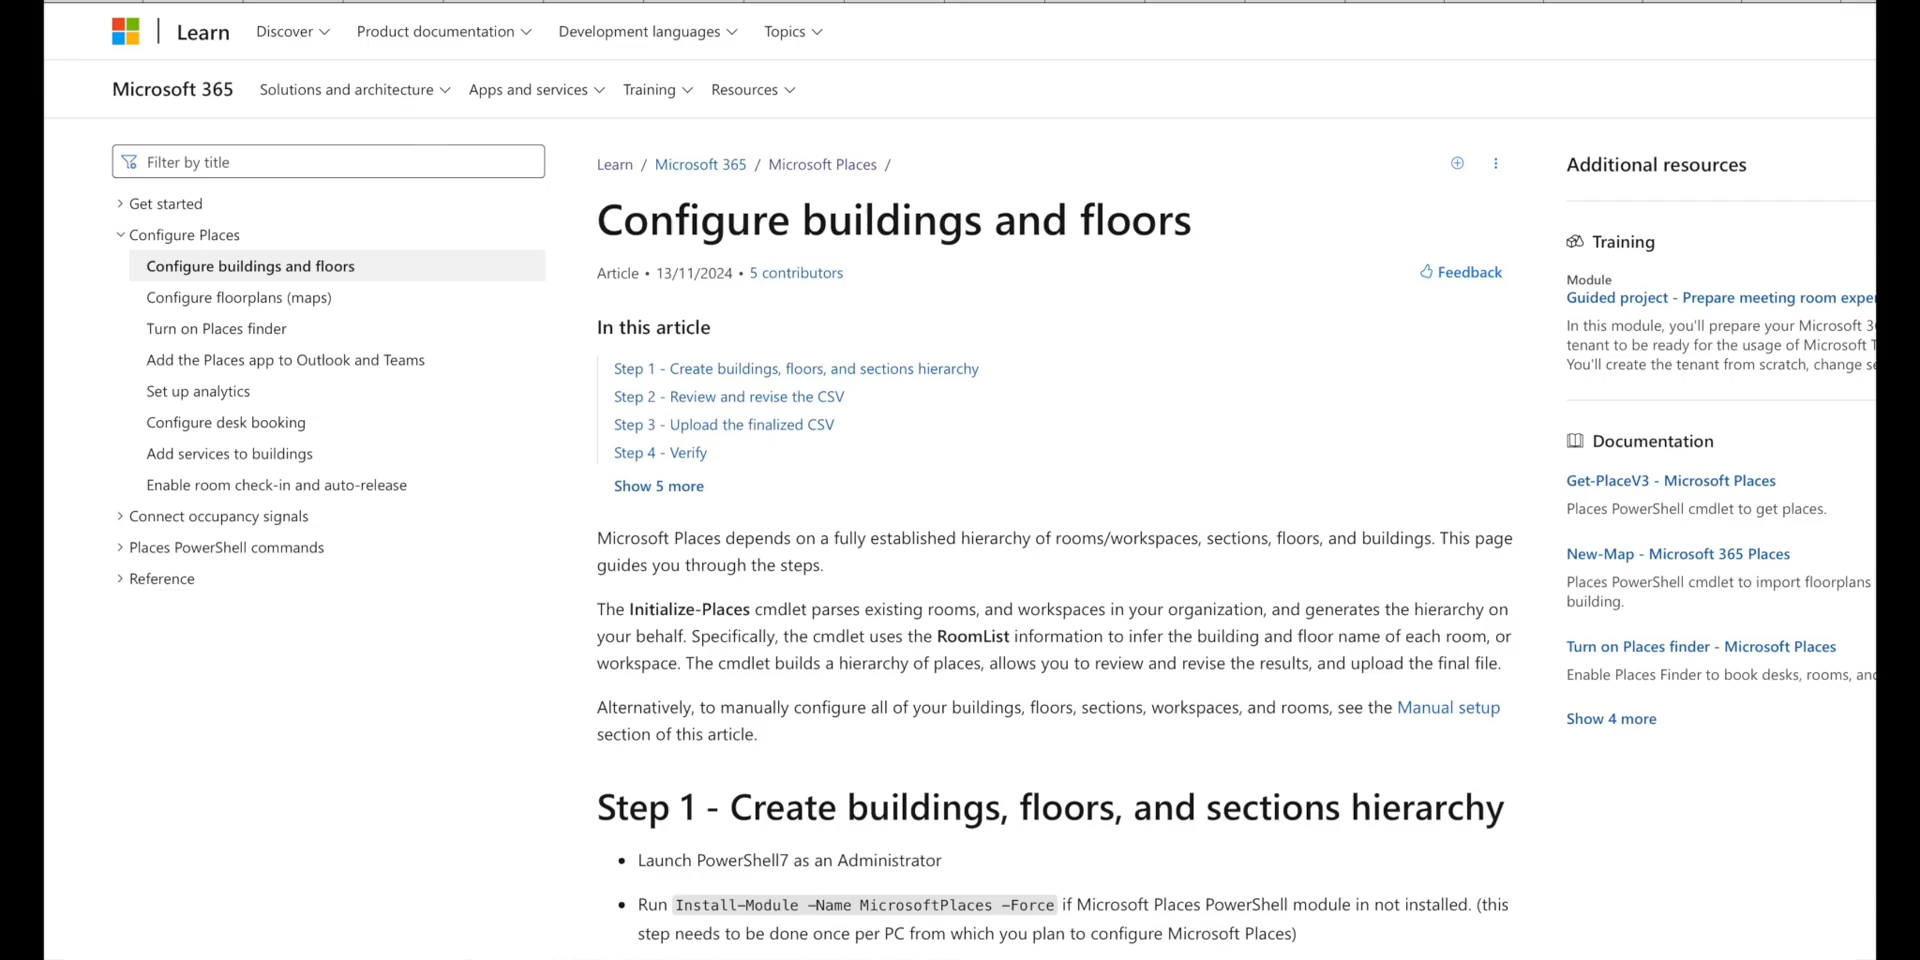 Learn Discover Product documentation Development languages Topics
Microsoft 365 Solutions and architecture Apps and services Training Resources
Filter by title
Get started
Configure Places
Configure buildings and floors
Configure floorplans (maps)
Turn on Places finder
Add the Places app to Outlook and Teams
Set up analytics
Configure desk booking
Add services to buildings
Enable room check-in and auto-release
Connect occupancy signals
Places PowerShell commands
Reference
Learn / Microsoft 365 / Microsoft Places /
Configure buildings and floors
Article • 13/11/2024 • 5 contributors
Feedback
In this article
Step 1 - Create buildings, floors, and sections hierarchy
Step 2 - Review and revise the CSV
Step 3 - Upload the finalized CSV
Step 4 - Verify
Show 5 more
Microsoft Places depends on a fully established hierarchy of rooms/workspaces, sections, floors, and buildings. This page
guides you through the steps.
The Initialize-Places cmdlet parses existing rooms, and workspaces in your organization, and generates the hierarchy on
your behalf. Specifically, the cmdlet uses the RoomList information to infer the building and floor name of each room, or
workspace. The cmdlet builds a hierarchy of places, allows you to review and revise the results, and upload the final file.
Alternatively, to manually configure all of your buildings, floors, sections, workspaces, and rooms, see the Manual setup
section of this article.
Step 1 - Create buildings, floors, and sections hierarchy
• Launch PowerShell7 as an Administrator
• Run Install-Module –Name MicrosoftPlaces –Force if Microsoft Places PowerShell module in not installed. (this
step needs to be done once per PC from which you plan to configure Microsoft Places)
Additional resources
Training
Module
Guided project - Prepare meeting room expe
In this module, you'll prepare your Microsoft 3
tenant to be ready for the usage of Microsoft T
You'll create the tenant from scratch, change se
Documentation
Get-PlaceV3 - Microsoft Places
Places PowerShell cmdlet to get places.
New-Map - Microsoft 365 Places
Places PowerShell cmdlet to import floorplans
building.
Turn on Places finder - Microsoft Places
Enable Places Finder to book desks, rooms, and
Show 4 more